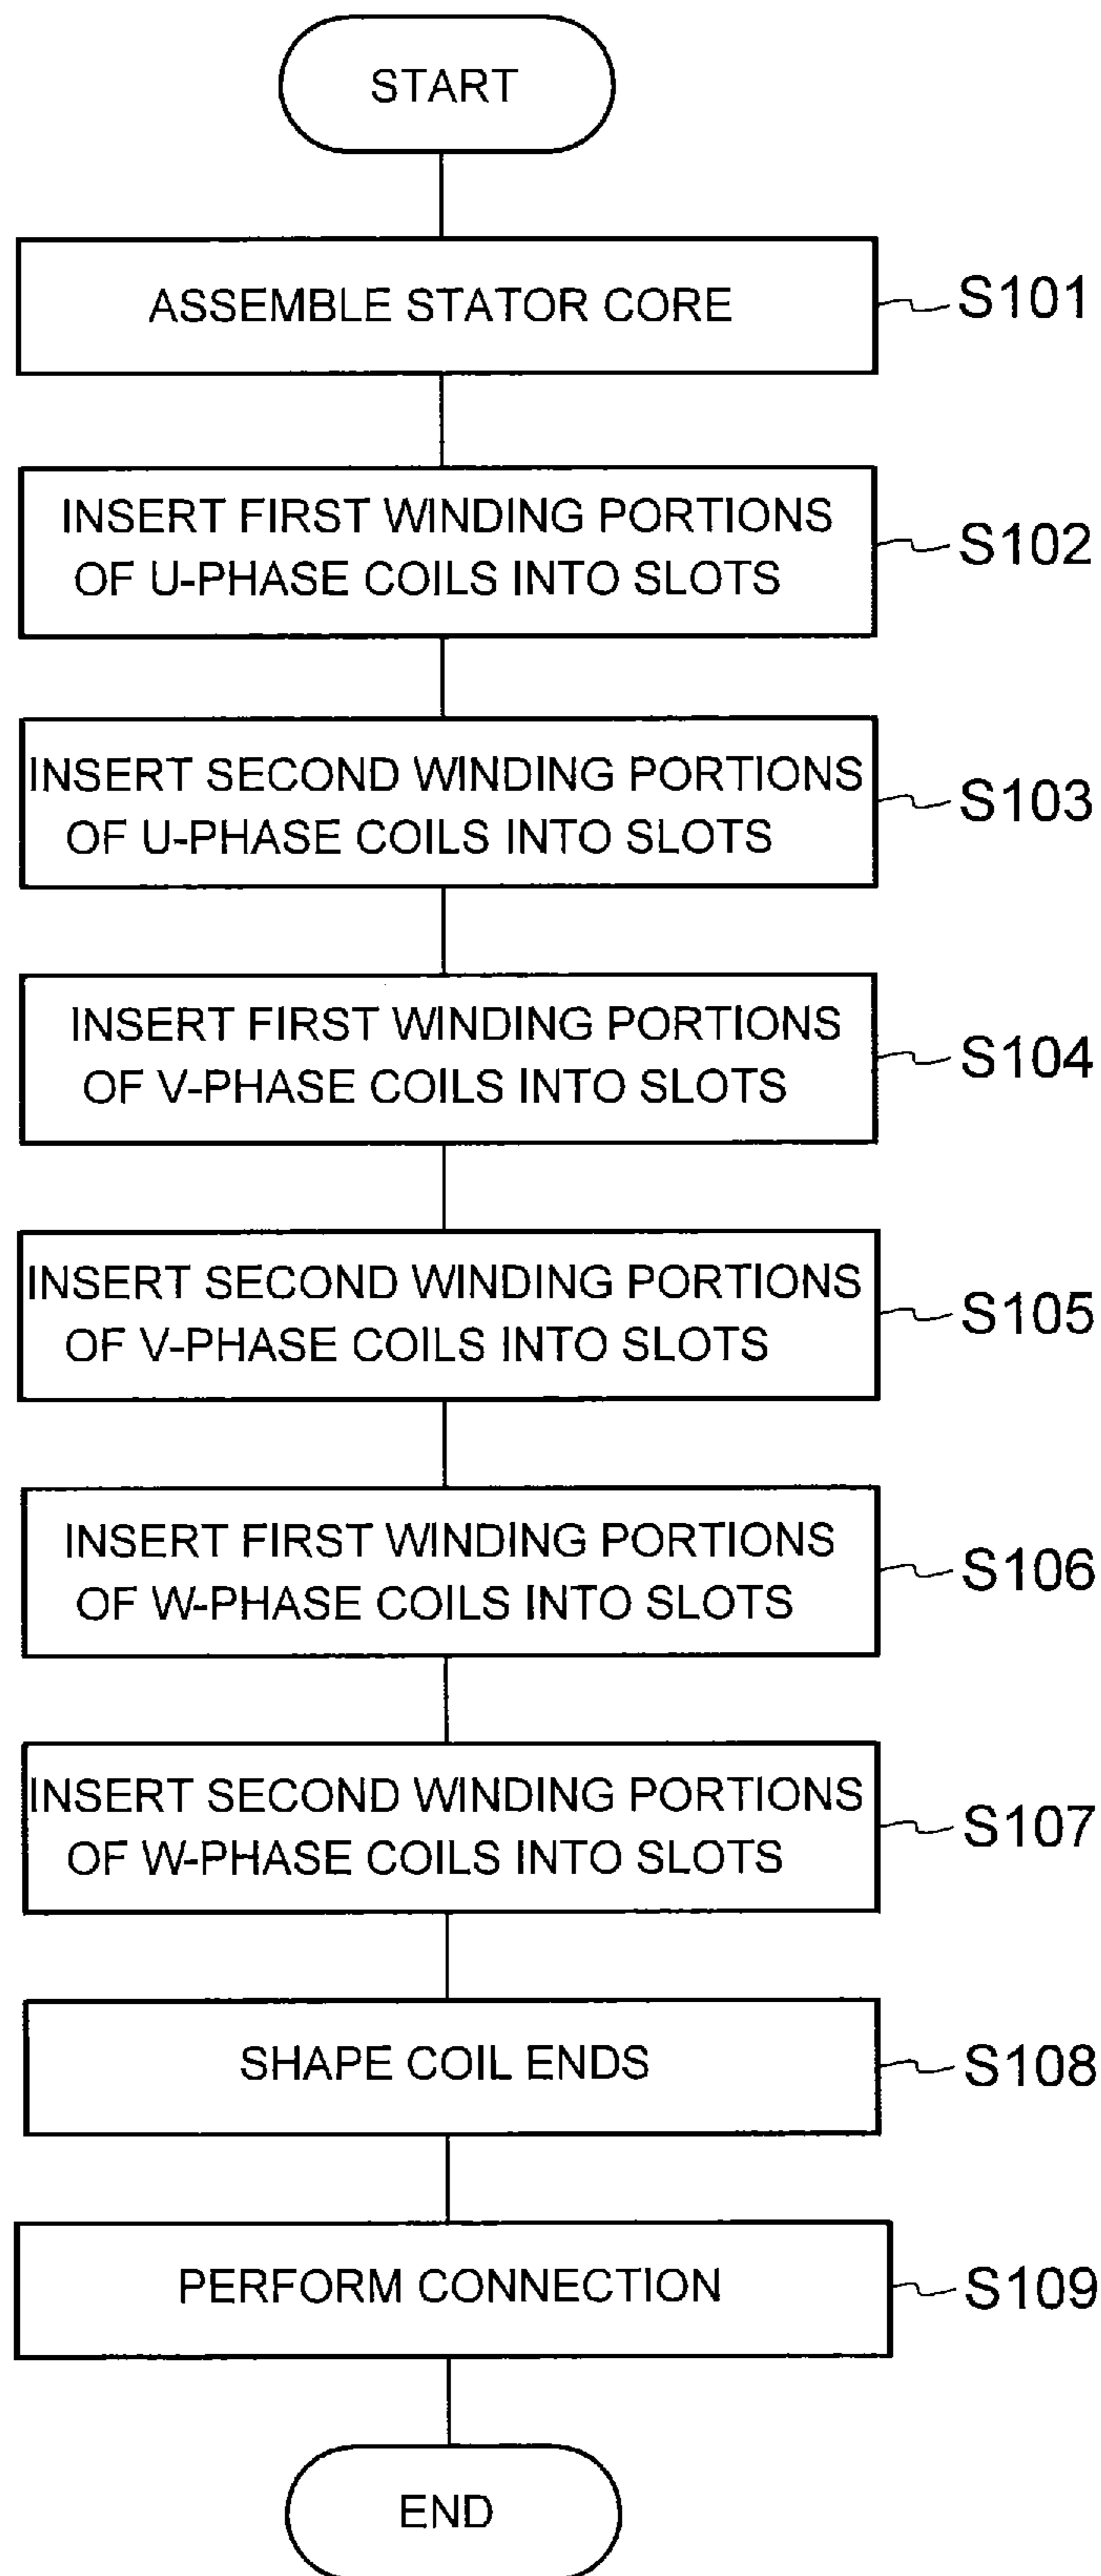 START
ASSEMBLE STATOR CORE
S101
INSERT FIRST WINDING PORTIONS
OF U-PHASE COILS INTO SLOTS
S102
INSERT SECOND WINDING PORTIONS
OF U-PHASE COILS INTO SLOTS
S103
INSERT FIRST WINDING PORTIONS
OF V-PHASE COILS INTO SLOTS
S104
INSERT SECOND WINDING PORTIONS
OF V-PHASE COILS INTO SLOTS
S105
INSERT FIRST WINDING PORTIONS
OF W-PHASE COILS INTO SLOTS
S106
INSERT SECOND WINDING PORTIONS
OF W-PHASE COILS INTO SLOTS
S107
SHAPE COIL ENDS
S108
PERFORM CONNECTION
S109
END